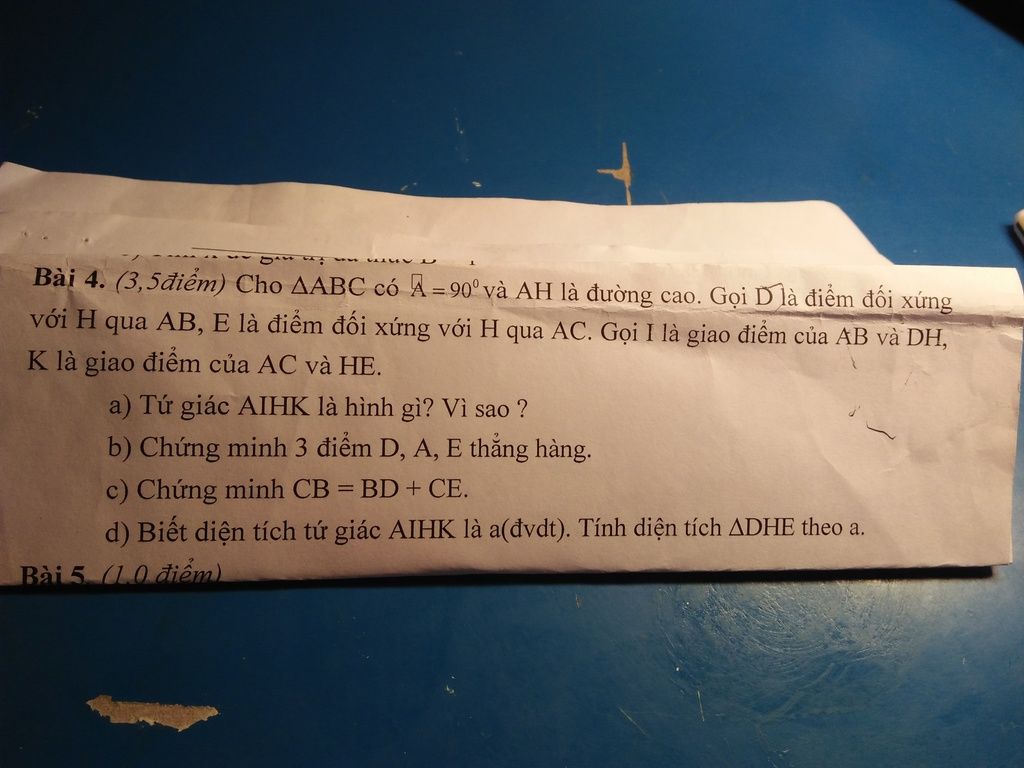 Bài 4. (3,5điểm) Cho ΔABC có A = 90⁰ và AH là đường cao. Gọi D là điểm đối xứng
với H qua AB, E là điểm đối xứng với H qua AC. Gọi I là giao điểm của AB và DH,
K là giao điểm của AC và HE.
a) Tứ giác AIHK là hình gì? Vì sao ?
b) Chứng minh 3 điểm D, A, E thẳng hàng.
c) Chứng minh CB = BD + CE.
d) Biết diện tích tứ giác AIHK là a(đvdt). Tính diện tích ΔDHE theo a.
Bài 5. (1,0 điểm)